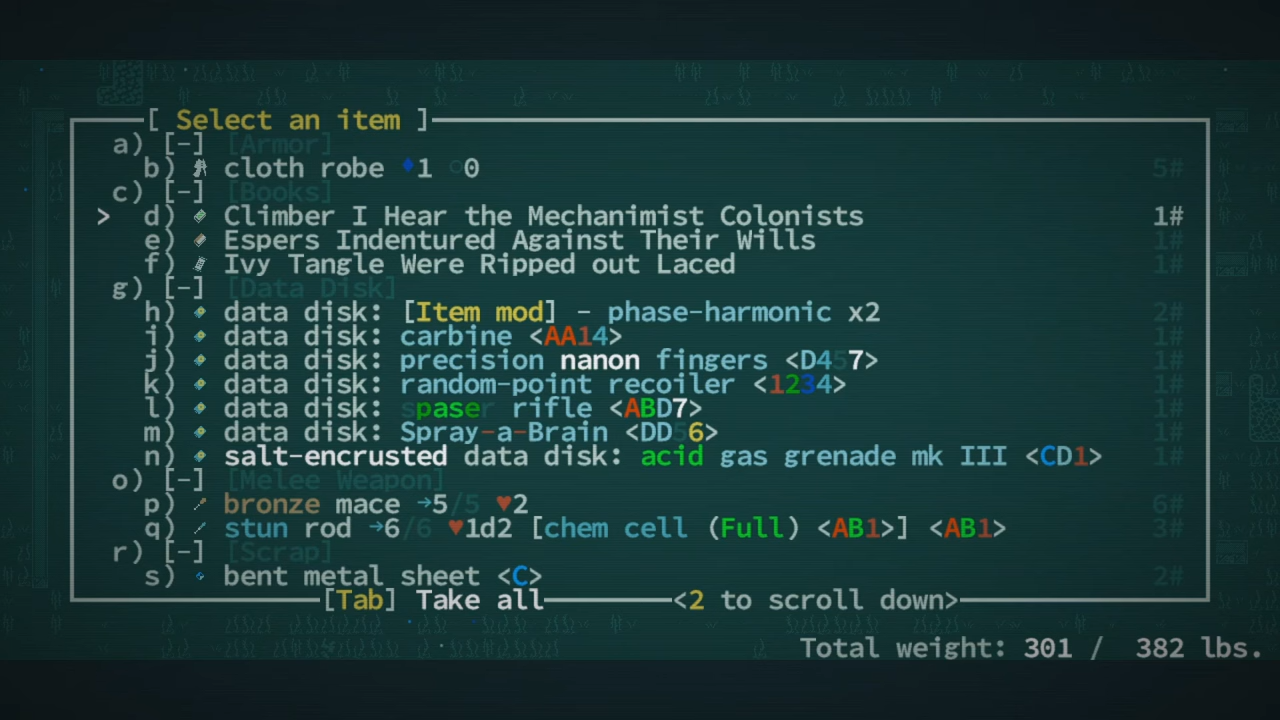 [ Select an item ]
a) [-] [Armor]
b) cloth robe ♦1 ○0 5#
c) [-] [Books]
> d) Climber I Hear the Mechanimist Colonists 1#
e) Espers Indentured Against Their Wills 1#
f) Ivy Tangle Were Ripped out Laced 1#
g) [-] [Data Disk]
h) data disk: [Item mod] - phase-harmonic x2 2#
i) data disk: carbine <AA14> 1#
j) data disk: precision nanon fingers <D457> 1#
k) data disk: random-point recoiler <1234> 1#
l) data disk: spaser rifle <ABD7> 1#
m) data disk: Spray-a-Brain <DD56> 1#
n) salt-encrusted data disk: acid gas grenade mk III <CD1> 1#
o) [-] [Melee Weapon]
p) bronze mace →5/5 ♥2 6#
q) stun rod →6/6 ♥1d2 [chem cell (Full) <AB1>] <AB1> 3#
r) [-] [Scrap]
s) bent metal sheet <C> 2#
[Tab] Take all <2 to scroll down>
Total weight: 301 / 382 lbs.